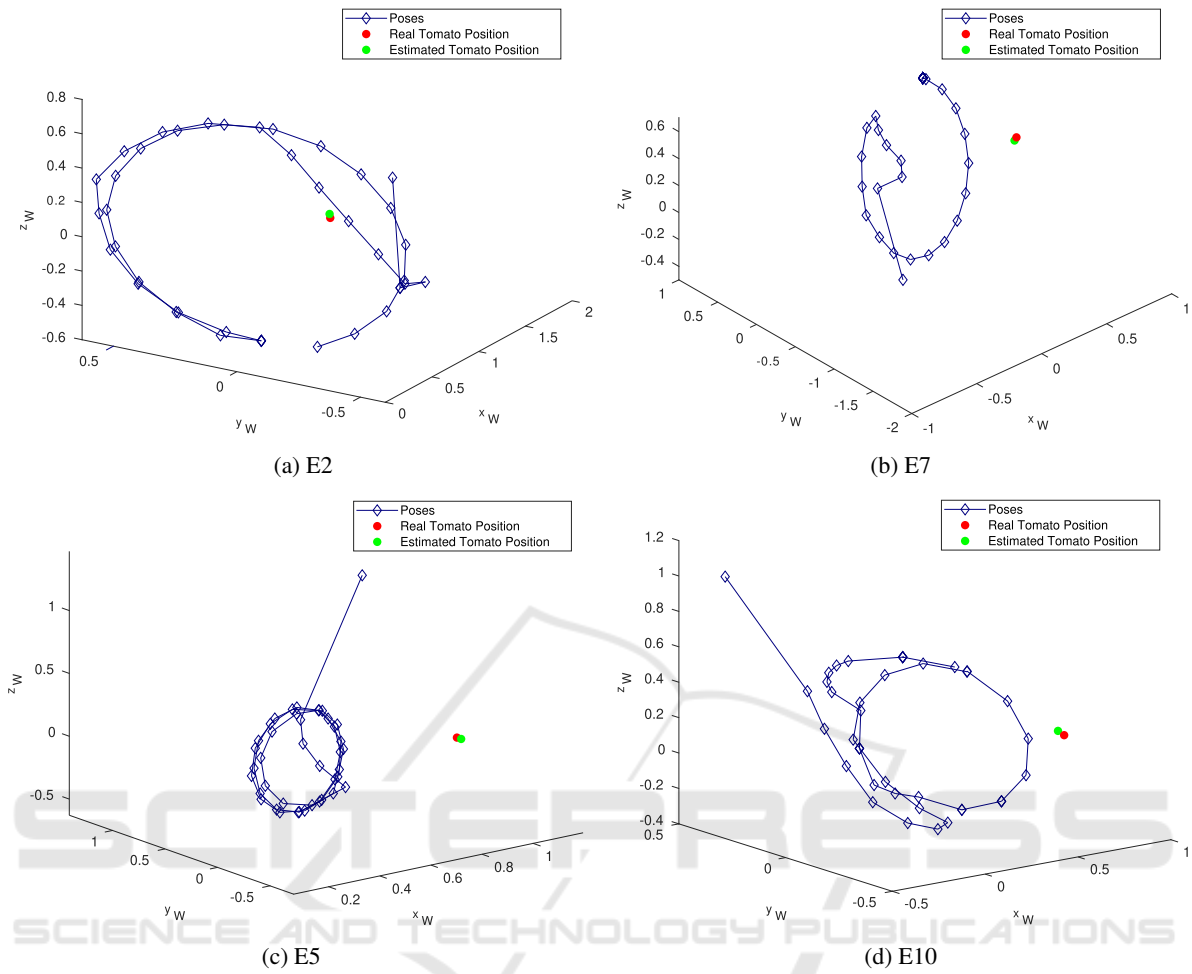 Poses
Real Tomato Position
Estimated Tomato Position
0.8
0.6
0.4
0.2
0
-0.2
-0.4
-0.6
z W
0.5
0
-0.5
y W
0
0.5
1
1.5
2
x W
(a) E2
Poses
Real Tomato Position
Estimated Tomato Position
0.6
0.4
0.2
0
-0.2
-0.4
z W
1
0.5
0
-0.5
-1
-1.5
-2
y W
-1
-0.5
0
0.5
1
x W
(b) E7
Poses
Real Tomato Position
Estimated Tomato Position
1
0.5
0
-0.5
z W
1
0.5
0
-0.5
y W
0.2
0.4
0.6
0.8
1
x W
(c) E5
Poses
Real Tomato Position
Estimated Tomato Position
1.2
1
0.8
0.6
0.4
0.2
0
-0.2
-0.4
z W
0.5
0
-0.5
y W
-0.5
0
0.5
1
x W
(d) E10
SCITEPRESS
SCIENCE AND TECHNOLOGY PUBLICATIONS